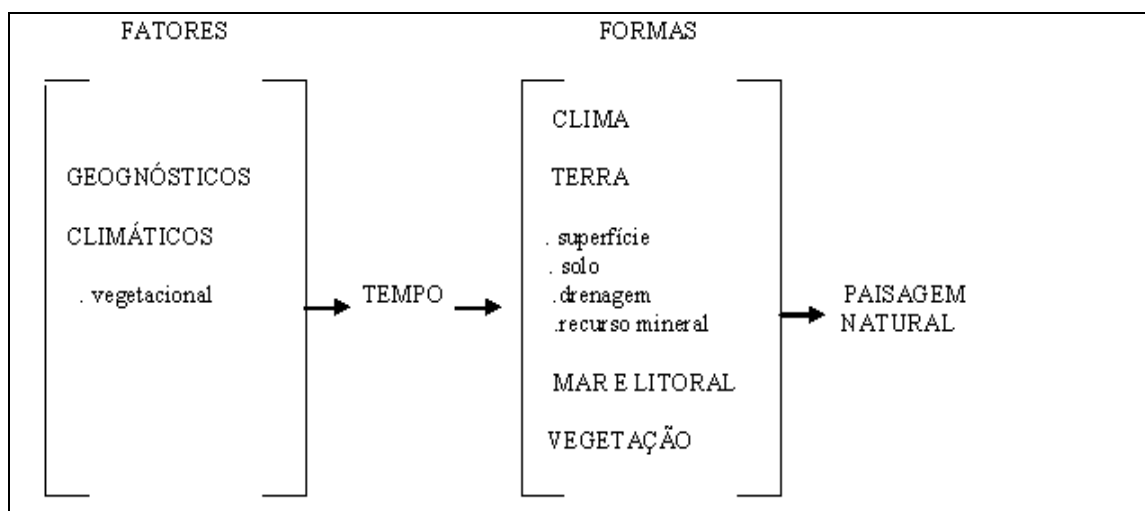 FATORES
FORMAS
GEOGNÓSTICOS
CLIMÁTICOS
. vegetacional
TEMPO
CLIMA
TERRA
. superfície
. solo
.drenagem
.recurso mineral
MAR E LITORAL
VEGETAÇÃO
PAISAGEM
NATURAL